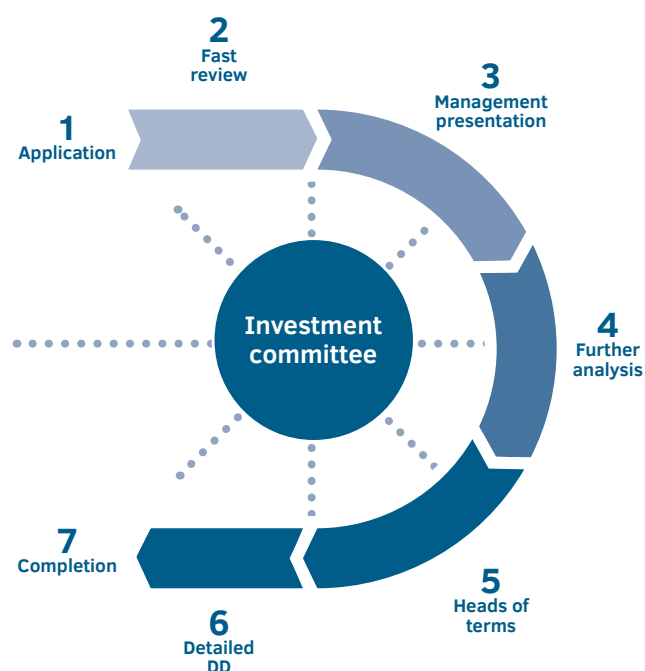 1
Application
2
Fast
review
3
Management
presentation
4
Further
analysis
5
Heads of
terms
6
Detailed
DD
7
Completion
Investment
committee